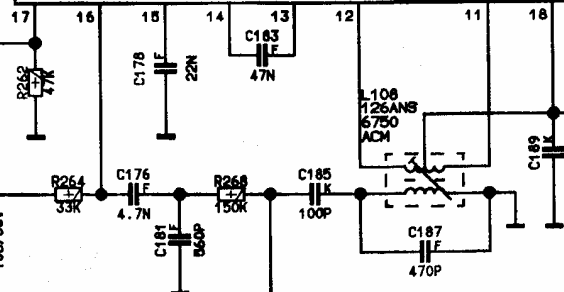 17
16
15
14
13
12
11
18
R262
47K
C178
F
22N
C183
F
47N
L108
126ANS
6750
ACM
C189
K
R264
33K
C176
F
4.7N
R268
150K
C185
K
100P
C181
F
560P
C187
F
470P